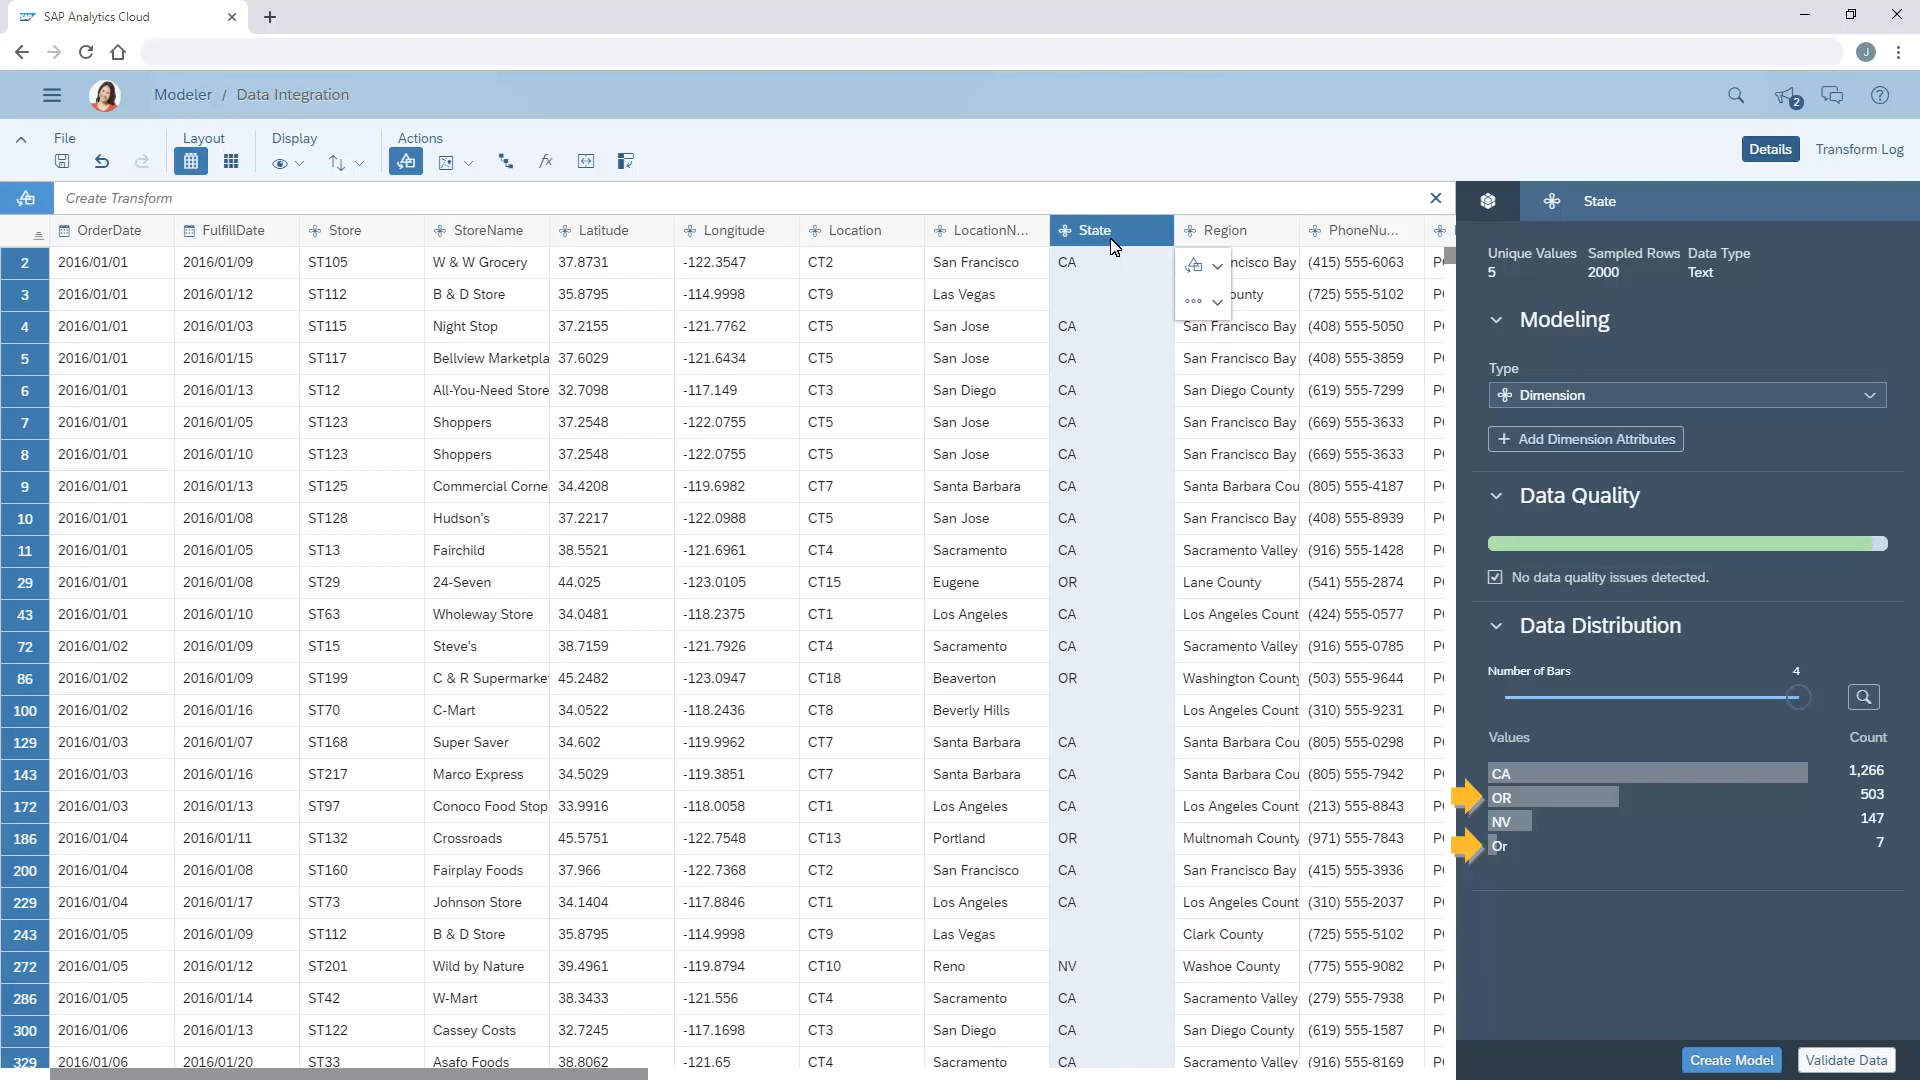 SAP Analytics Cloud
J
Modeler / Data Integration
2
File Layout Display Actions
Details Transform Log
Create Transform
OrderDate FulfillDate Store StoreName Latitude Longitude Location LocationN... State Region PhoneNu...
2 2016/01/01 2016/01/09 ST105 W & W Grocery 37.8731 -122.3547 CT2 San Francisco CA ncisco Bay (415) 555-6063
3 2016/01/01 2016/01/12 ST112 B & D Store 35.8795 -114.9998 CT9 Las Vegas ounty (725) 555-5102
4 2016/01/01 2016/01/03 ST115 Night Stop 37.2155 -121.7762 CT5 San Jose CA San Francisco Bay (408) 555-5050
5 2016/01/01 2016/01/15 ST117 Bellview Marketpla 37.6029 -121.6434 CT5 San Jose CA San Francisco Bay (408) 555-3859
6 2016/01/01 2016/01/13 ST12 All-You-Need Store 32.7098 -117.149 CT3 San Diego CA San Diego County (619) 555-7299
7 2016/01/01 2016/01/05 ST123 Shoppers 37.2548 -122.0755 CT5 San Jose CA San Francisco Bay (669) 555-3633
8 2016/01/01 2016/01/10 ST123 Shoppers 37.2548 -122.0755 CT5 San Jose CA San Francisco Bay (669) 555-3633
9 2016/01/01 2016/01/13 ST125 Commercial Corne 34.4208 -119.6982 CT7 Santa Barbara CA Santa Barbara Cou (805) 555-4187
10 2016/01/01 2016/01/08 ST128 Hudson's 37.2217 -122.0988 CT5 San Jose CA San Francisco Bay (408) 555-8939
11 2016/01/01 2016/01/05 ST13 Fairchild 38.5521 -121.6961 CT4 Sacramento CA Sacramento Valley (916) 555-1428
29 2016/01/01 2016/01/08 ST29 24-Seven 44.025 -123.0105 CT15 Eugene OR Lane County (541) 555-2874
43 2016/01/01 2016/01/10 ST63 Wholeway Store 34.0481 -118.2375 CT1 Los Angeles CA Los Angeles Count (424) 555-0577
72 2016/01/02 2016/01/09 ST15 Steve's 38.7159 -121.7926 CT4 Sacramento CA Sacramento Valley (916) 555-0785
86 2016/01/02 2016/01/09 ST199 C & R Supermarke 45.2482 -123.0947 CT18 Beaverton OR Washington County (503) 555-9644
100 2016/01/02 2016/01/16 ST70 C-Mart 34.0522 -118.2436 CT8 Beverly Hills Los Angeles Count (310) 555-9231
129 2016/01/03 2016/01/07 ST168 Super Saver 34.602 -119.9962 CT7 Santa Barbara CA Santa Barbara Cou (805) 555-0298
143 2016/01/03 2016/01/16 ST217 Marco Express 34.5029 -119.3851 CT7 Santa Barbara CA Santa Barbara Cou (805) 555-7942
172 2016/01/03 2016/01/13 ST97 Conoco Food Stop 33.9916 -118.0058 CT1 Los Angeles CA Los Angeles Count (213) 555-8843
186 2016/01/04 2016/01/11 ST132 Crossroads 45.5751 -122.7548 CT13 Portland OR Multnomah County (971) 555-7843
200 2016/01/04 2016/01/08 ST160 Fairplay Foods 37.966 -122.7368 CT2 San Francisco CA San Francisco Bay (415) 555-3936
229 2016/01/04 2016/01/17 ST73 Johnson Store 34.1404 -117.8846 CT1 Los Angeles CA Los Angeles Count (310) 555-2037
243 2016/01/05 2016/01/09 ST112 B & D Store 35.8795 -114.9998 CT9 Las Vegas Clark County (725) 555-5102
272 2016/01/05 2016/01/12 ST201 Wild by Nature 39.4961 -119.8794 CT10 Reno NV Washoe County (775) 555-9082
286 2016/01/05 2016/01/14 ST42 W-Mart 38.3433 -121.556 CT4 Sacramento CA Sacramento Valley (279) 555-7938
300 2016/01/06 2016/01/13 ST122 Cassey Costs 32.7245 -117.1698 CT3 San Diego CA San Diego County (619) 555-1587
329 2016/01/06 2016/01/20 ST33 Asafo Foods 38.8062 -121.65 CT4 Sacramento CA Sacramento Valley (916) 555-8169
State
Unique Values Sampled Rows Data Type
5 2000 Text
Modeling
Type
Dimension
+ Add Dimension Attributes
Data Quality
No data quality issues detected.
Data Distribution
Number of Bars 4
Values Count
CA 1,266
OR 503
NV 147
Or 7
Create Model Validate Data